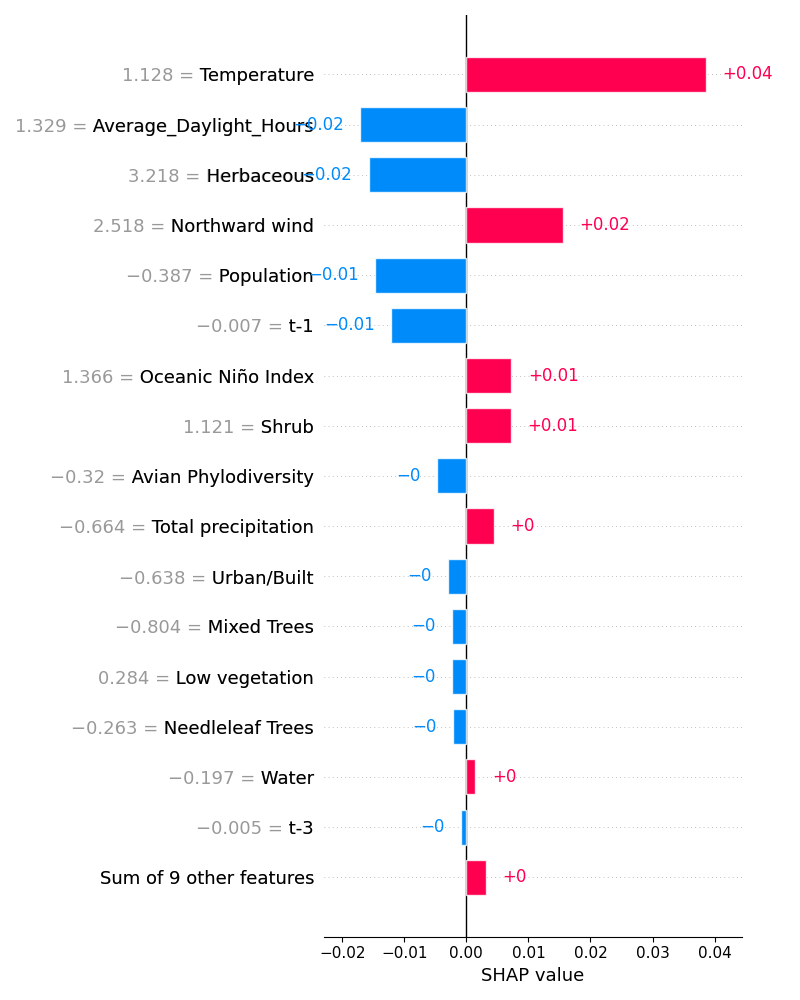 1.128 = Temperature +0.04
1.329 = Average_Daylight_Hours −0.02
3.218 = Herbaceous −0.02
2.518 = Northward wind +0.02
−0.387 = Population −0.01
−0.007 = t-1 −0.01
1.366 = Oceanic Niño Index +0.01
1.121 = Shrub +0.01
−0.32 = Avian Phylodiversity −0
−0.664 = Total precipitation +0
−0.638 = Urban/Built −0
−0.804 = Mixed Trees −0
0.284 = Low vegetation −0
−0.263 = Needleleaf Trees −0
−0.197 = Water +0
−0.005 = t-3 −0
Sum of 9 other features +0
−0.02 −0.01 0.00 0.01 0.02 0.03 0.04
SHAP value